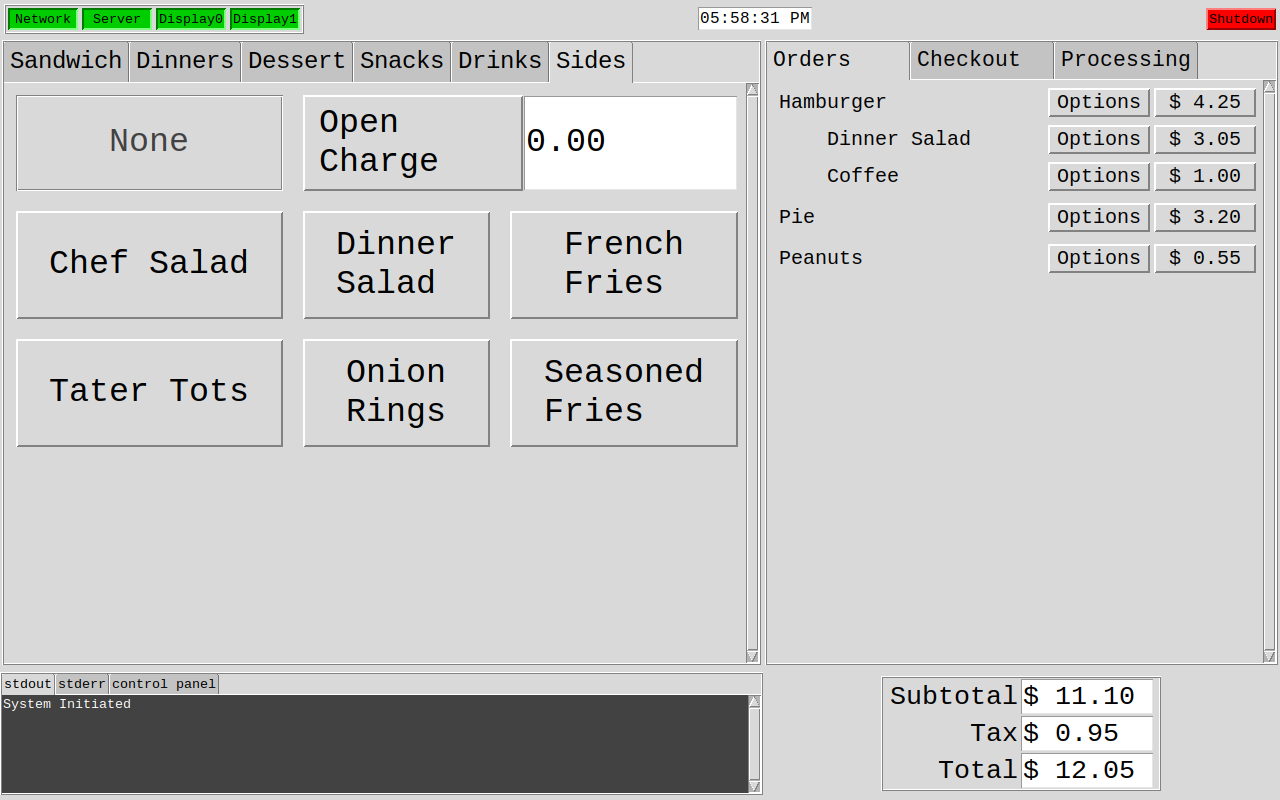 Network Server Display0 Display1 05:58:31 PM Shutdown
Sandwich Dinners Dessert Snacks Drinks Sides
None
Open
Charge
0.00
Chef Salad
Dinner
Salad
French
Fries
Tater Tots
Onion
Rings
Seasoned
Fries
Orders Checkout Processing
Hamburger Options $ 4.25
Dinner Salad Options $ 3.05
Coffee Options $ 1.00
Pie Options $ 3.20
Peanuts Options $ 0.55
stdout stderr control panel
System Initiated
Subtotal $ 11.10
Tax $ 0.95
Total $ 12.05